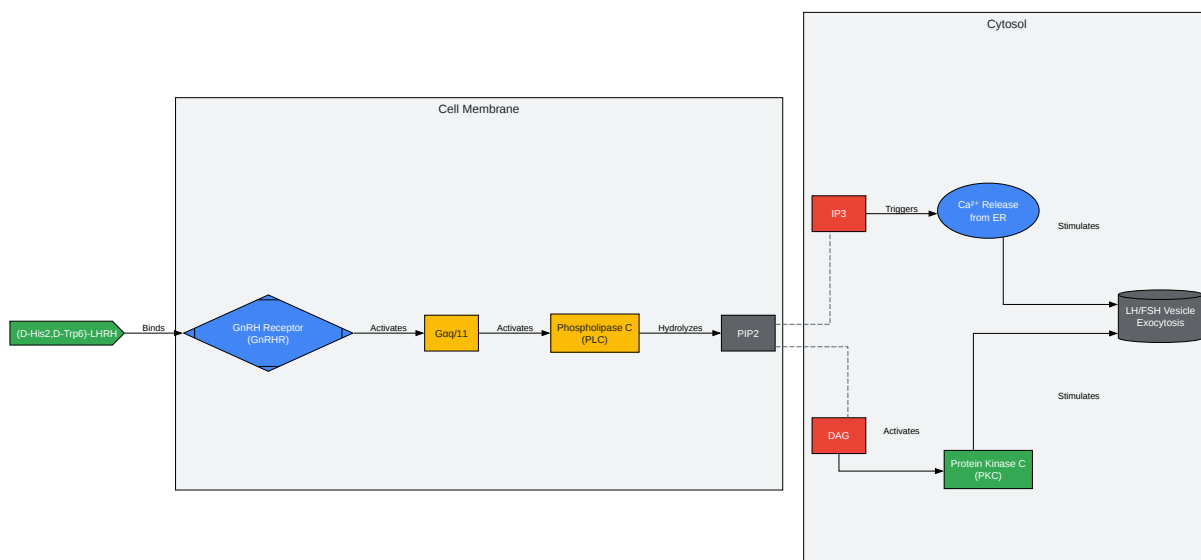 Cytosol
Cell Membrane
IP3
Triggers
Ca²⁺ Release
from ER
Stimulates
LH/FSH Vesicle
Exocytosis
(D-His2,D-Trp6)-LHRH
Binds
GnRH Receptor
(GnRHR)
Activates
Gαq/11
Activates
Phospholipase C
(PLC)
Hydrolyzes
PIP2
Stimulates
DAG
Activates
Protein Kinase C
(PKC)